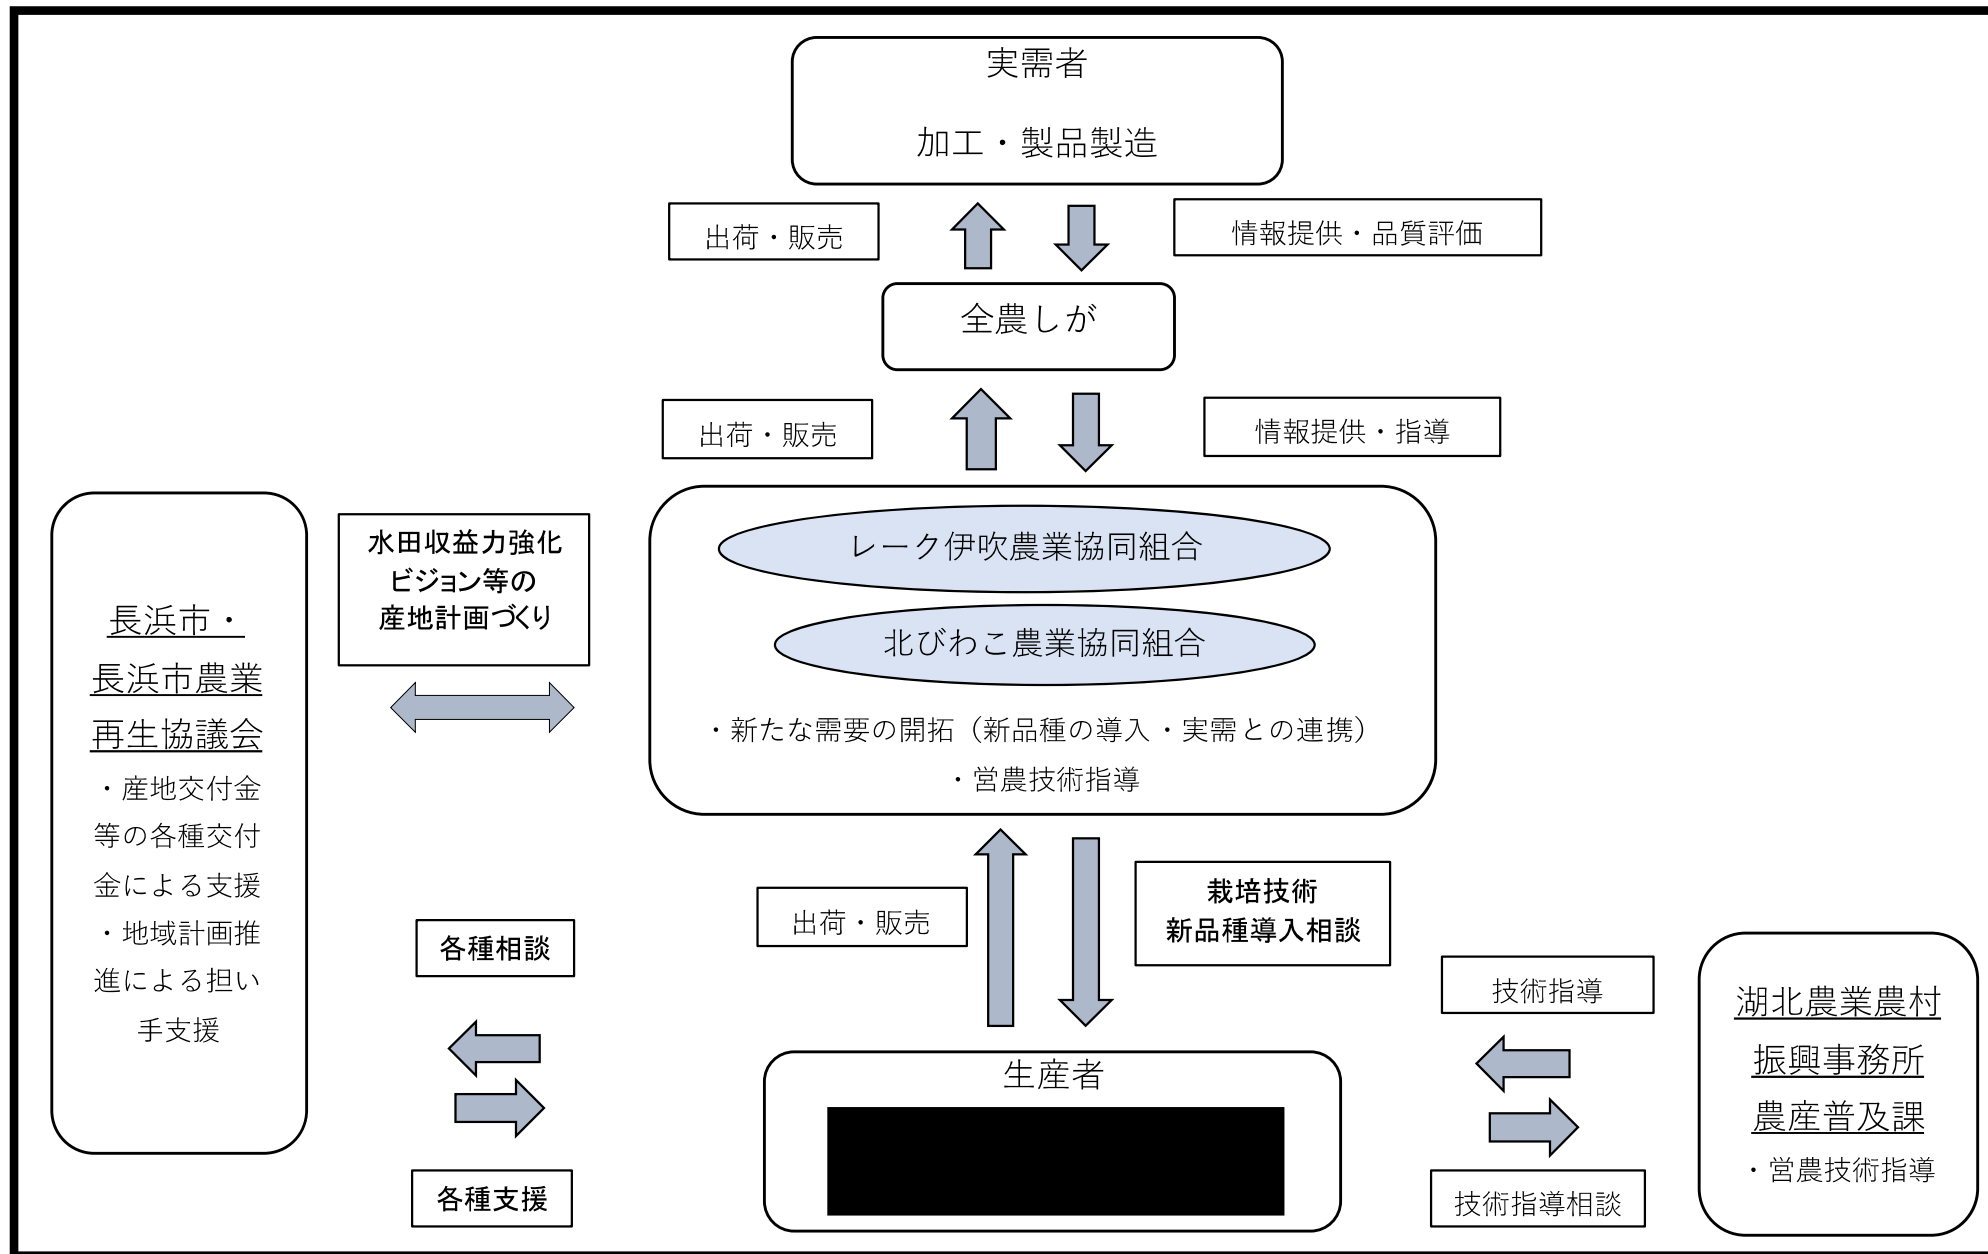 実需者
加工・製品製造
出荷・販売
情報提供・品質評価
全農しが
出荷・販売
情報提供・指導
レーク伊吹農業協同組合
北びわこ農業協同組合
・新たな需要の開拓（新品種の導入・実需との連携）
・営農技術指導
水田収益力強化
ビジョン等の
産地計画づくり
長浜市・
長浜市農業
再生協議会
・産地交付金
等の各種交付
金による支援
・地域計画推
進による担い
手支援
出荷・販売
栽培技術
新品種導入相談
各種相談
各種支援
生産者
技術指導
技術指導相談
湖北農業農村
振興事務所
農産普及課
・営農技術指導